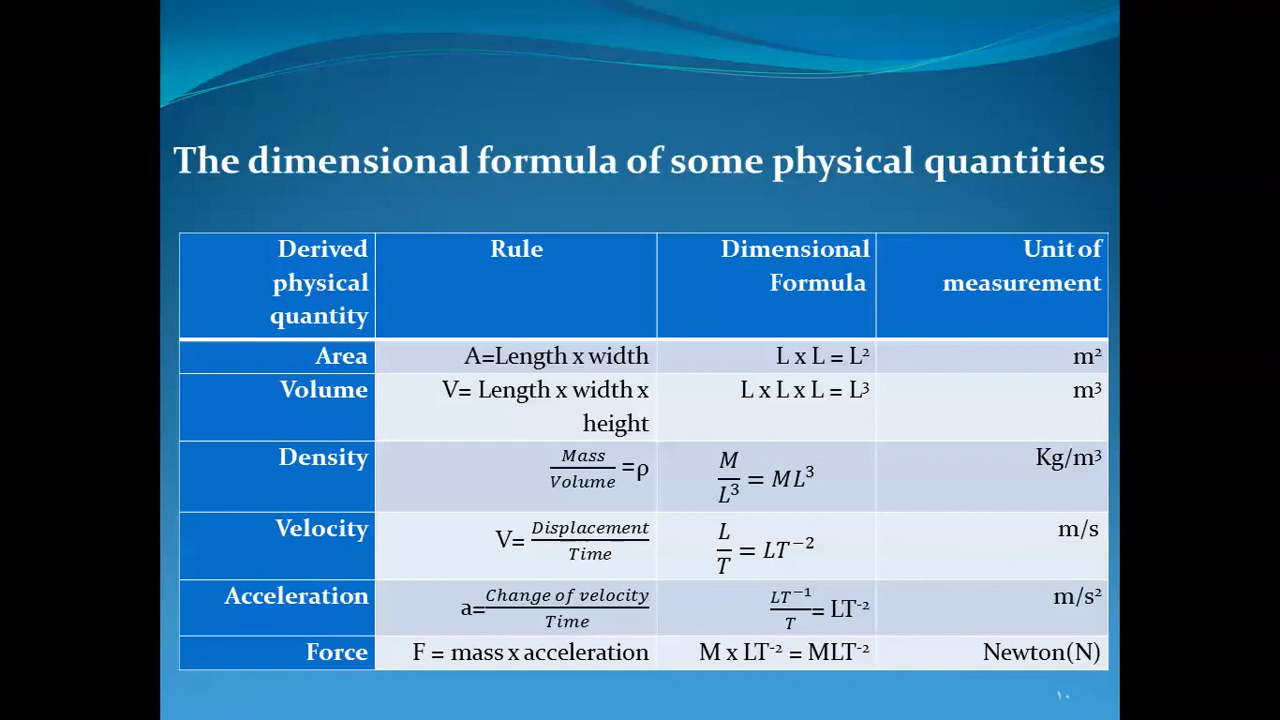 The dimensional formula of some physical quantities
Derived physical quantity
Rule
Dimensional Formula
Unit of measurement
Area
A=Length x width
L x L = L²
m²
Volume
V= Length x width x
height
L x L x L = L³
m³
Density
Mass/Volume =ρ
M/L³ = ML³
Kg/m³
Velocity
V= Displacement/Time
L/T = LT⁻²
m/s
Acceleration
a= Change of velocity/Time
LT⁻¹/T = LT⁻²
m/s²
Force
F = mass x acceleration
M x LT⁻² = MLT⁻²
Newton(N)
١٠